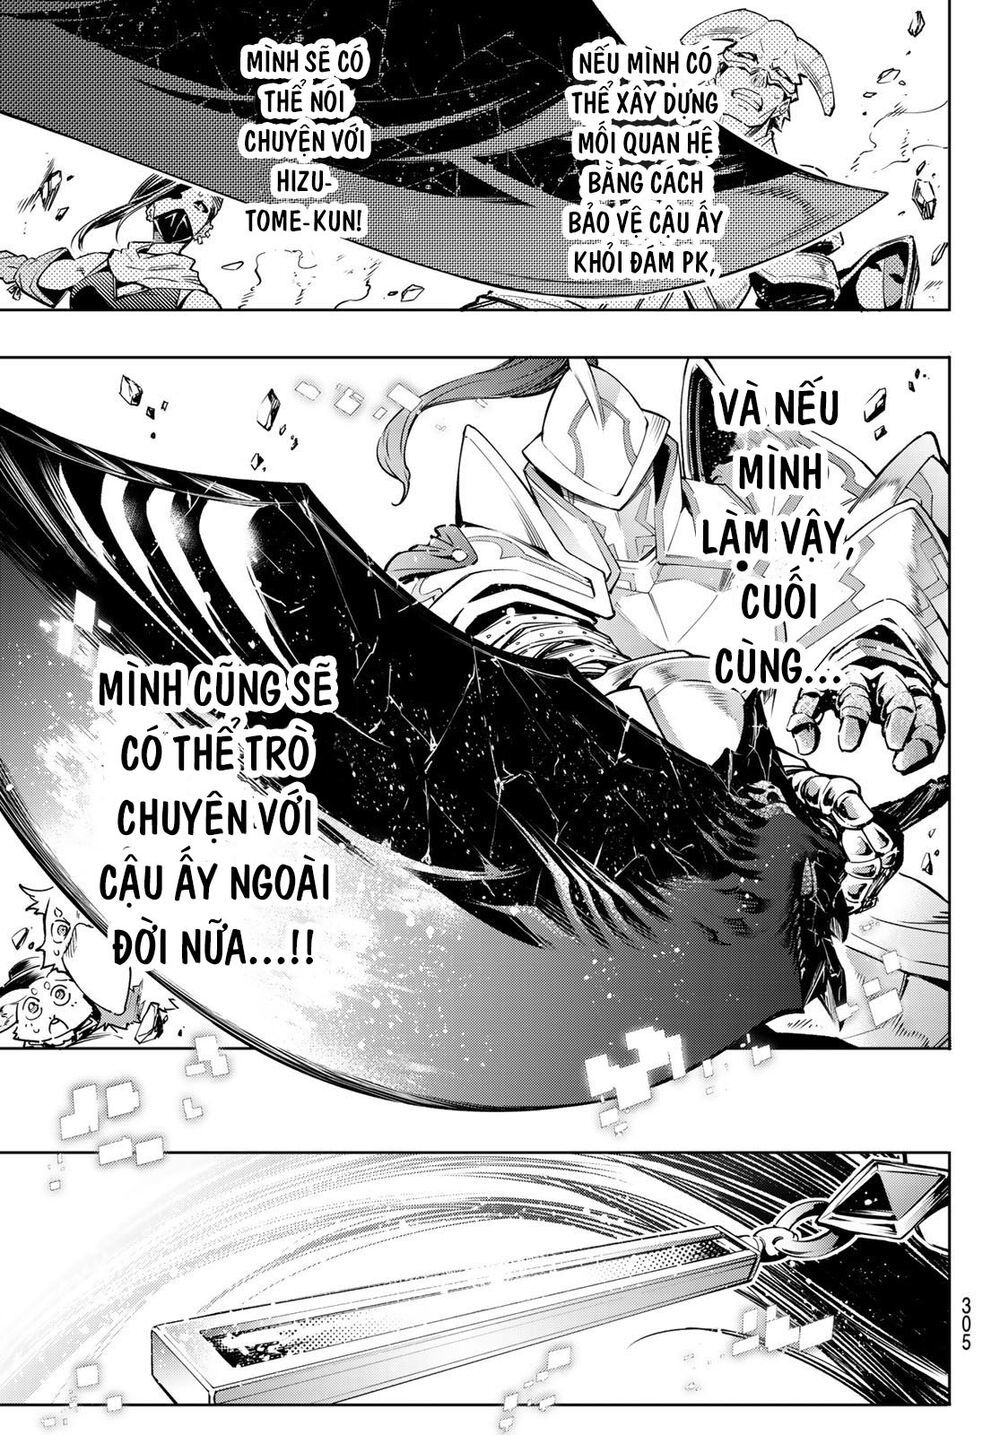 NẾU MÌNH CÓ
THỂ XÂY DỰNG
MỐI QUAN HỆ
BẰNG CÁCH
BẢO VỆ CẬU ẤY
KHỎI ĐÁM PK,
MÌNH SẼ CÓ
THỂ NÓI
CHUYỆN VỚI
HIZU-
TOME-KUN!
VÀ NẾU
MÌNH
LÀM VẬY,
CUỐI
CÙNG...
MÌNH CŨNG SẼ
CÓ THỂ TRÒ
CHUYỆN VỚI
CẬU ẤY NGOÀI
ĐỜI NỮA...!!
305